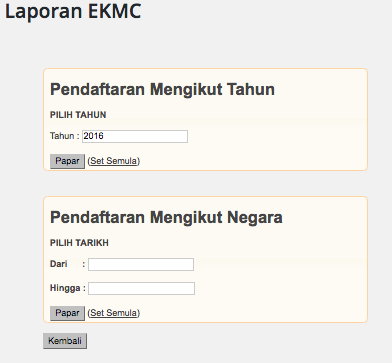 Laporan EKMC
Pendaftaran Mengikut Tahun
PILIH TAHUN
Tahun : 2016
Papar (Set Semula)
Pendaftaran Mengikut Negara
PILIH TARIKH
Dari :
Hingga :
Papar (Set Semula)
Kembali